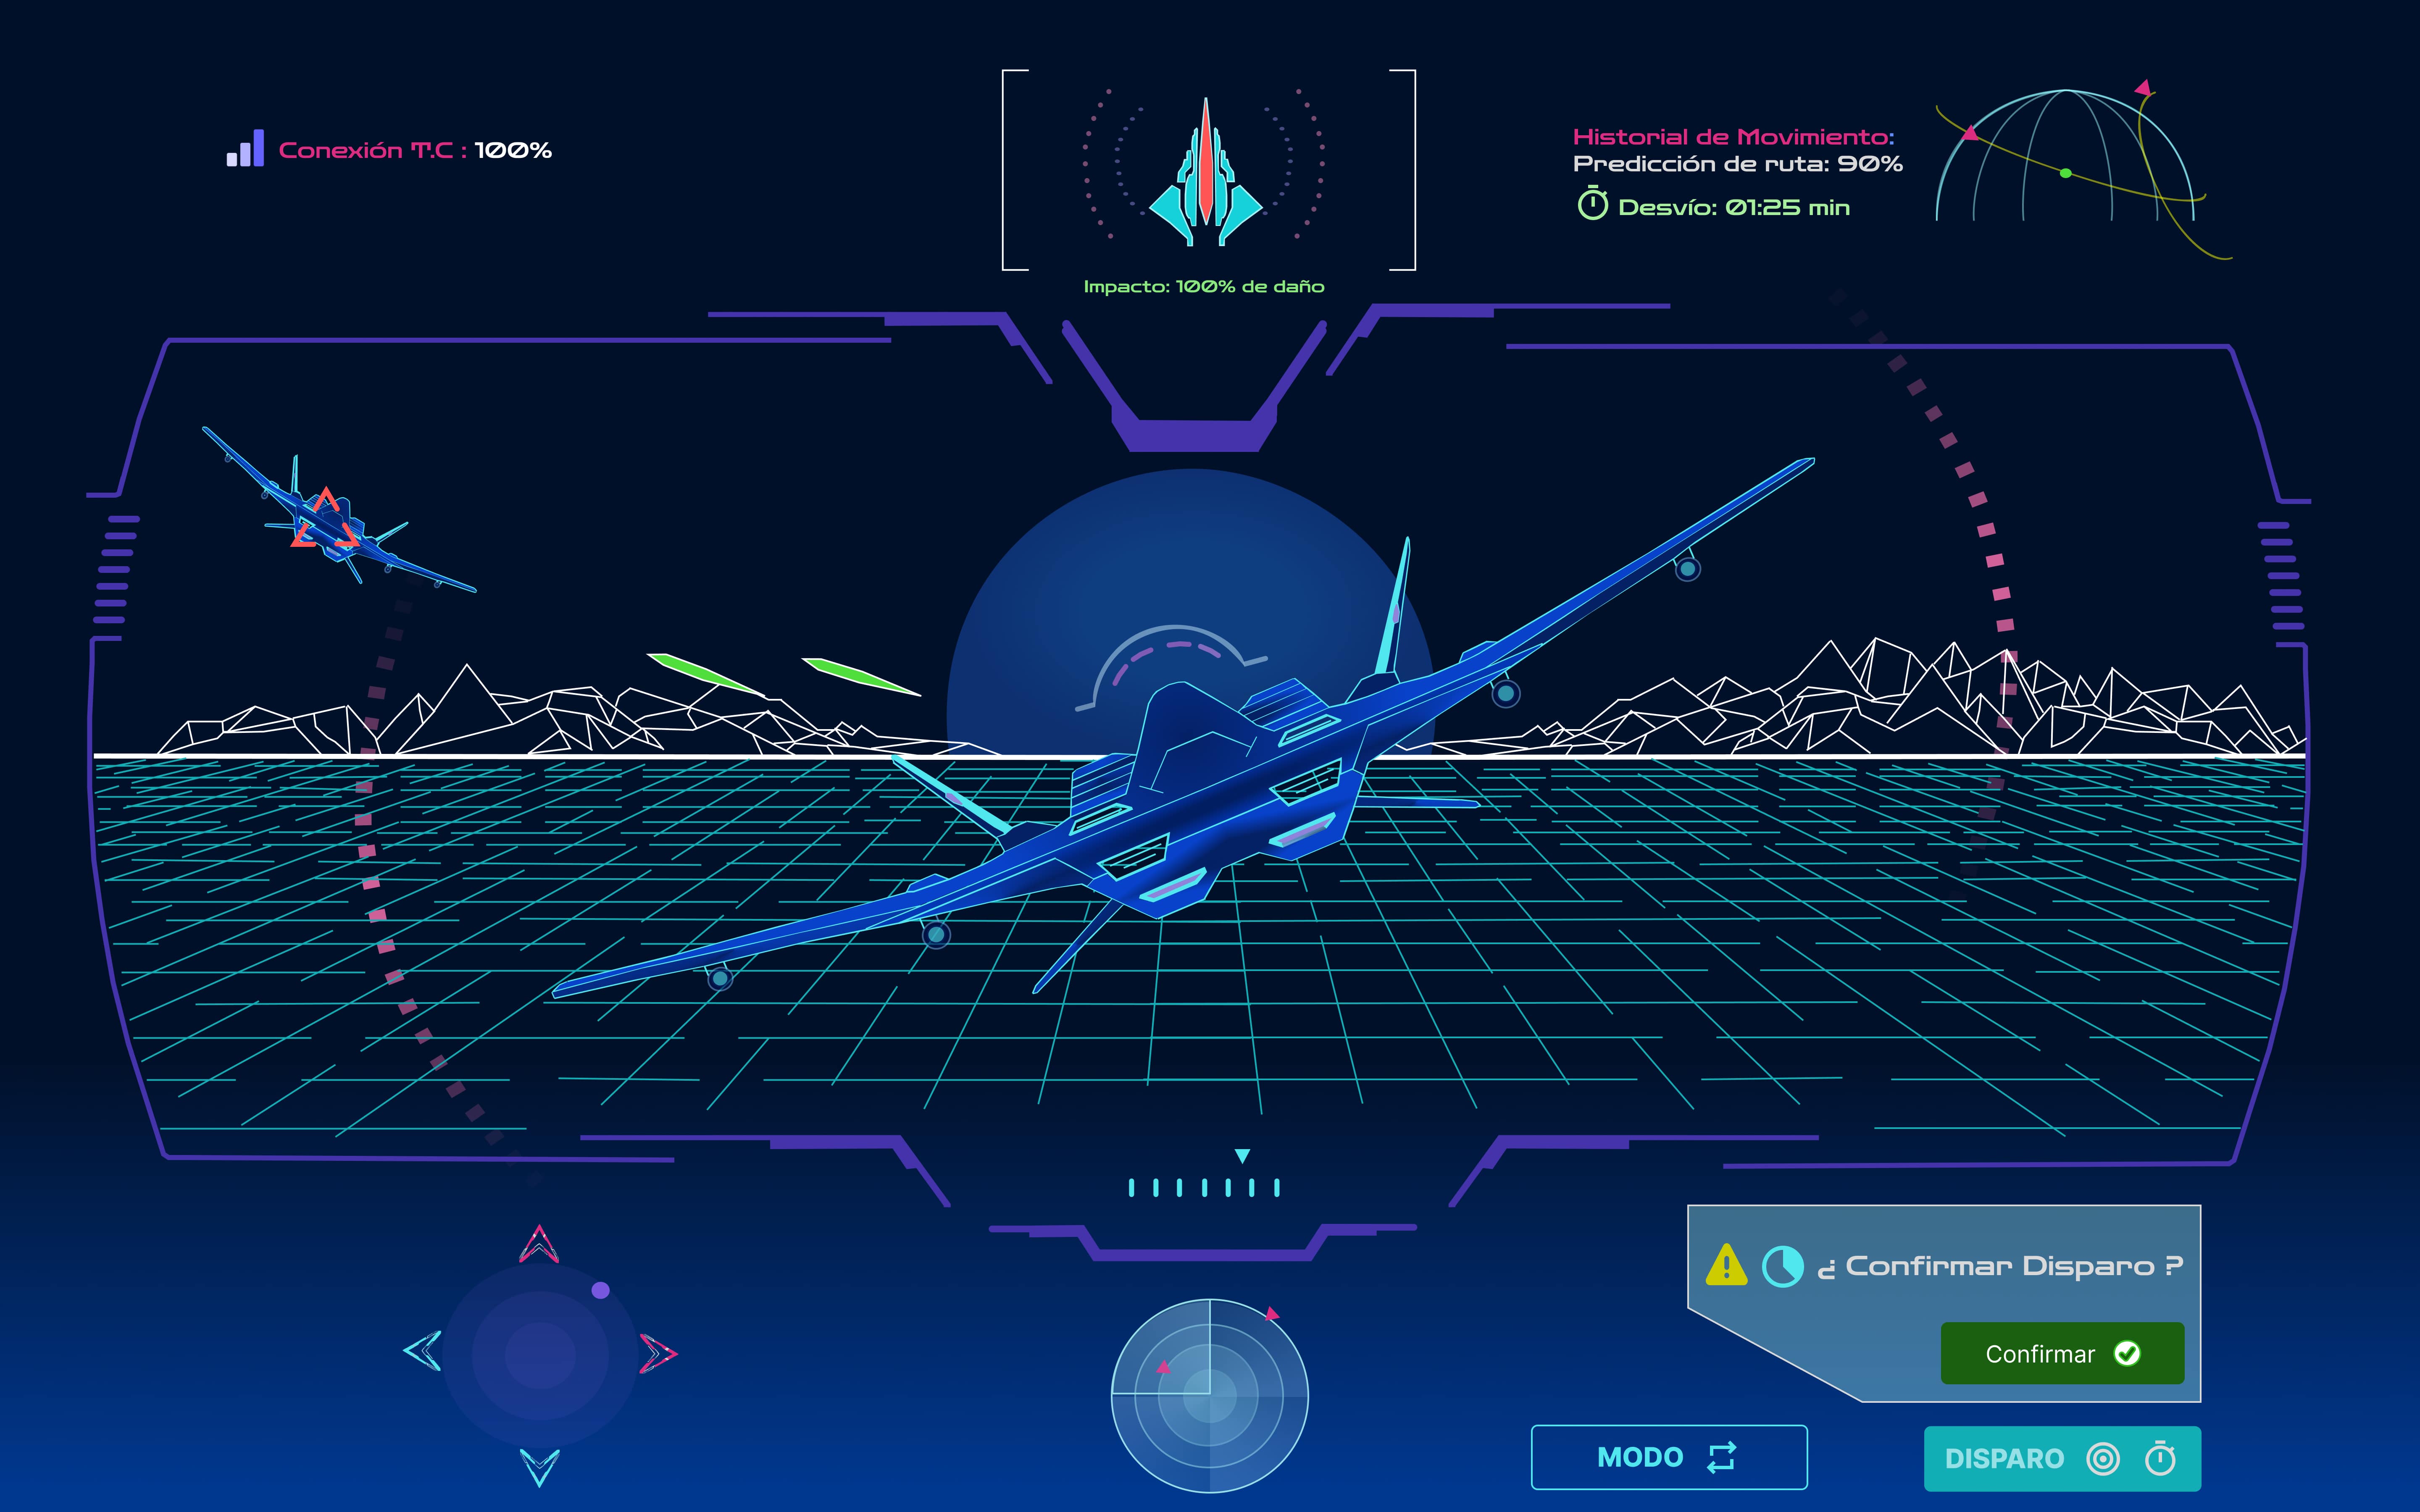 Conexión T.C : 100%
Impacto: 100% de daño
Historial de Movimiento:
Predicción de ruta: 90%
Desvío: 01:25 min
¿ Confirmar Disparo ?
Confirmar
MODO
DISPARO